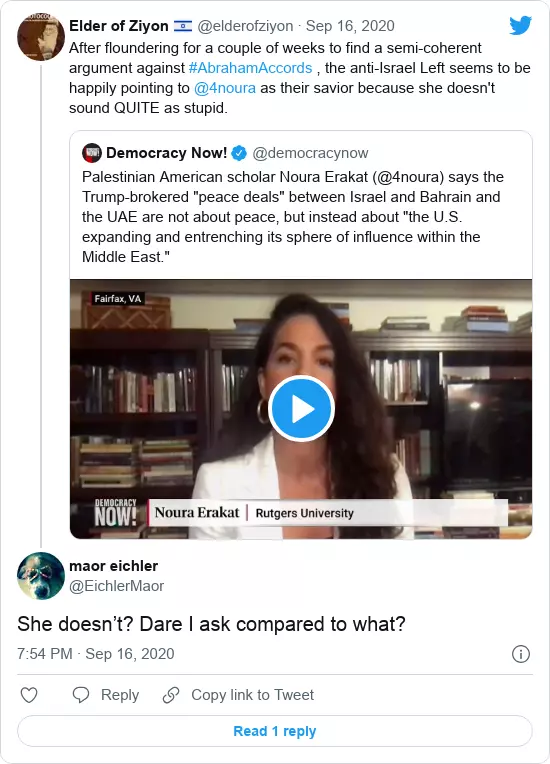 Elder of Ziyon 🇮🇱 @elderofziyon · Sep 16, 2020
After floundering for a couple of weeks to find a semi-coherent
argument against #AbrahamAccords , the anti-Israel Left seems to be
happily pointing to @4noura as their savior because she doesn't
sound QUITE as stupid.
Democracy Now! @democracynow
Palestinian American scholar Noura Erakat (@4noura) says the
Trump-brokered "peace deals" between Israel and Bahrain and
the UAE are not about peace, but instead about "the U.S.
expanding and entrenching its sphere of influence within the
Middle East."
Fairfax, VA
DEMOCRACY
NOW!
Noura Erakat | Rutgers University
maor eichler
@EichlerMaor
She doesn’t? Dare I ask compared to what?
7:54 PM · Sep 16, 2020
Reply
Copy link to Tweet
Read 1 reply